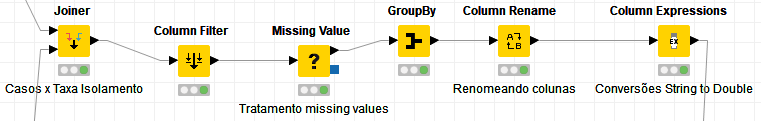 Joiner
Casos x Taxa Isolamento
Column Filter
Missing Value
?
Tratamento missing values
GroupBy
Column Rename
A
B
Renomeando colunas
Column Expressions
EX
Conversões String to Double